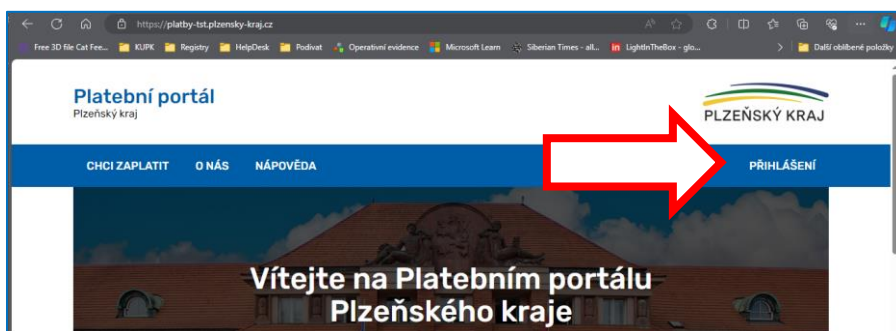 https://platby-tst.plzensky-kraj.cz
Free 3D file Cat Fee... KUPK Registry HelpDesk Podivat Operativní evidence Microsoft Learn Siberian Times - all... LightInTheBox - glo... Další oblíbené položky
Platební portál
Plzeňský kraj
PLZEŇSKÝ KRAJ
CHCI ZAPLATIT O NÁS NÁPOVĚDA PŘIHLÁŠENÍ
Vítejte na Platebním portálu
Plzeňského kraje